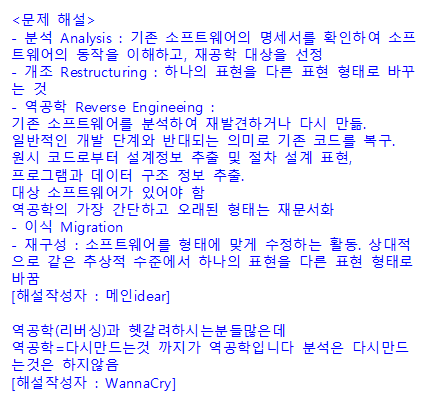 <문제 해설>
- 분석 Analysis : 기존 소프트웨어의 명세서를 확인하여 소프
트웨어의 동작을 이해하고, 재공학 대상을 선정
- 개조 Restructuring : 하나의 표현을 다른 표현 형태로 바꾸
는 것
- 역공학 Reverse Engineeing :
기존 소프트웨어를 분석하여 재발견하거나 다시 만듦.
일반적인 개발 단계와 반대되는 의미로 기존 코드를 복구.
원시 코드로부터 설계정보 추출 및 절차 설계 표현,
프로그램과 데이터 구조 정보 추출.
대상 소프트웨어가 있어야 함
역공학의 가장 간단하고 오래된 형태는 재문서화
- 이식 Migration
- 재구성 : 소프트웨어를 형태에 맞게 수정하는 활동. 상대적
으로 같은 추상적 수준에서 하나의 표현을 다른 표현 형태로
바꿈
[해설작성자 : 메인idear]

역공학(리버싱)과 헷갈려하시는분들많은데
역공학=다시만드는것 까지가 역공학입니다 분석은 다시만드
는것은 하지않음
[해설작성자 : WannaCry]